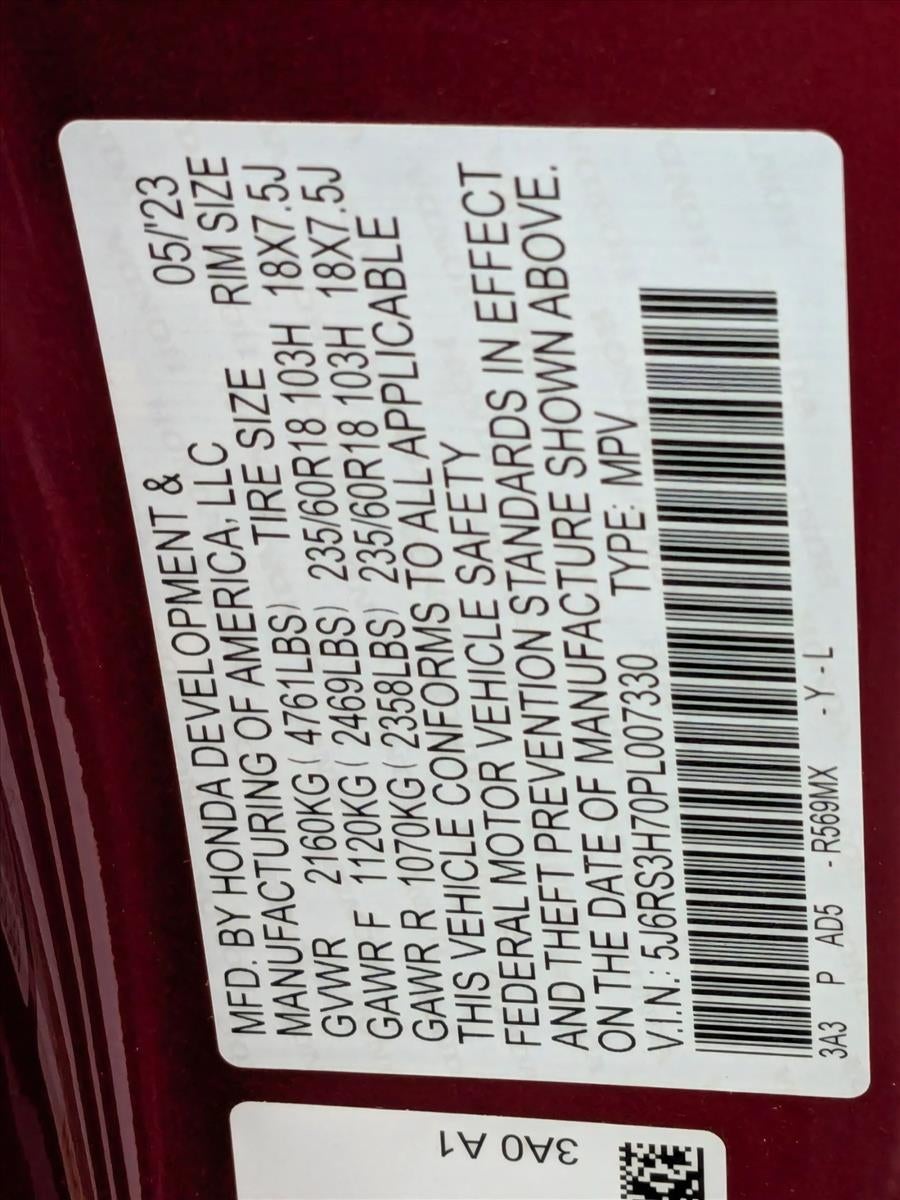 MFD. BY HONDA DEVELOPMENT & 05/'23
MANUFACTURING OF AMERICA, LLC
TIRE SIZE RIM SIZE
GVWR 2160KG ( 4761LBS) 235/60R18 103H 18X7.5J
GAWR F 1120KG ( 2469LBS) 235/60R18 103H 18X7.5J
GAWR R 1070KG ( 2358LBS)
THIS VEHICLE CONFORMS TO ALL APPLICABLE
FEDERAL MOTOR VEHICLE SAFETY
AND THEFT PREVENTION STANDARDS IN EFFECT
ON THE DATE OF MANUFACTURE SHOWN ABOVE.
V.I.N.: 5J6RS3H70PL007330 TYPE: MPV
3A3 P AD5 - R569MX - Y - L
3A0 A1